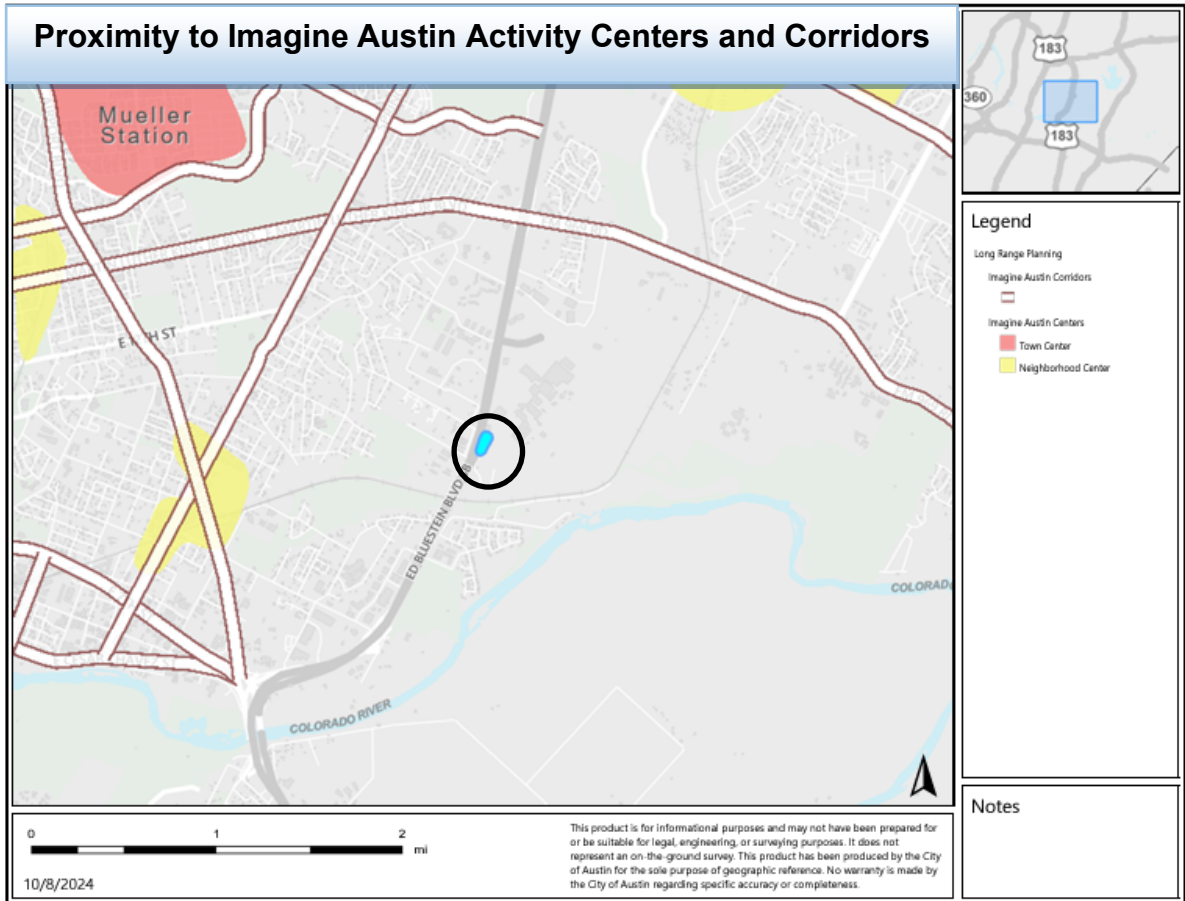 Proximity to Imagine Austin Activity Centers and Corridors
183
360
183
Mueller
Station
ED BLUESTEIN BLVD
COLORADO RIVER
Legend
Long Range Planning
Imagine Austin Corridors
Imagine Austin Centers
Town Center
Neighborhood Center
Notes
0 1 2
mi
10/8/2024
This product is for informational purposes and may not have been prepared for
or be suitable for legal, engineering, or surveying purposes. It does not
represent an on-the-ground survey. This product has been produced by the City
of Austin for the sole purpose of geographic reference. No warranty is made by
the City of Austin regarding specific accuracy or completeness.